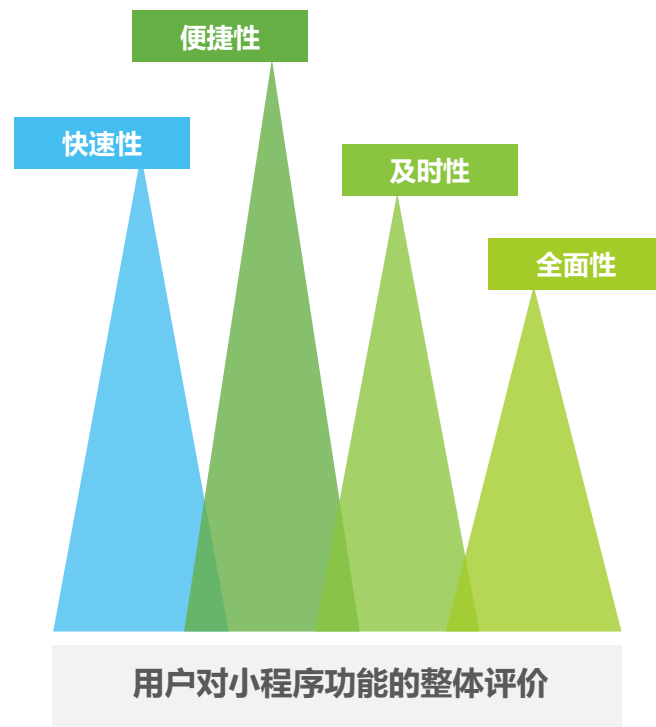 便捷性
快速性
及时性
全面性
用户对小程序功能的整体评价